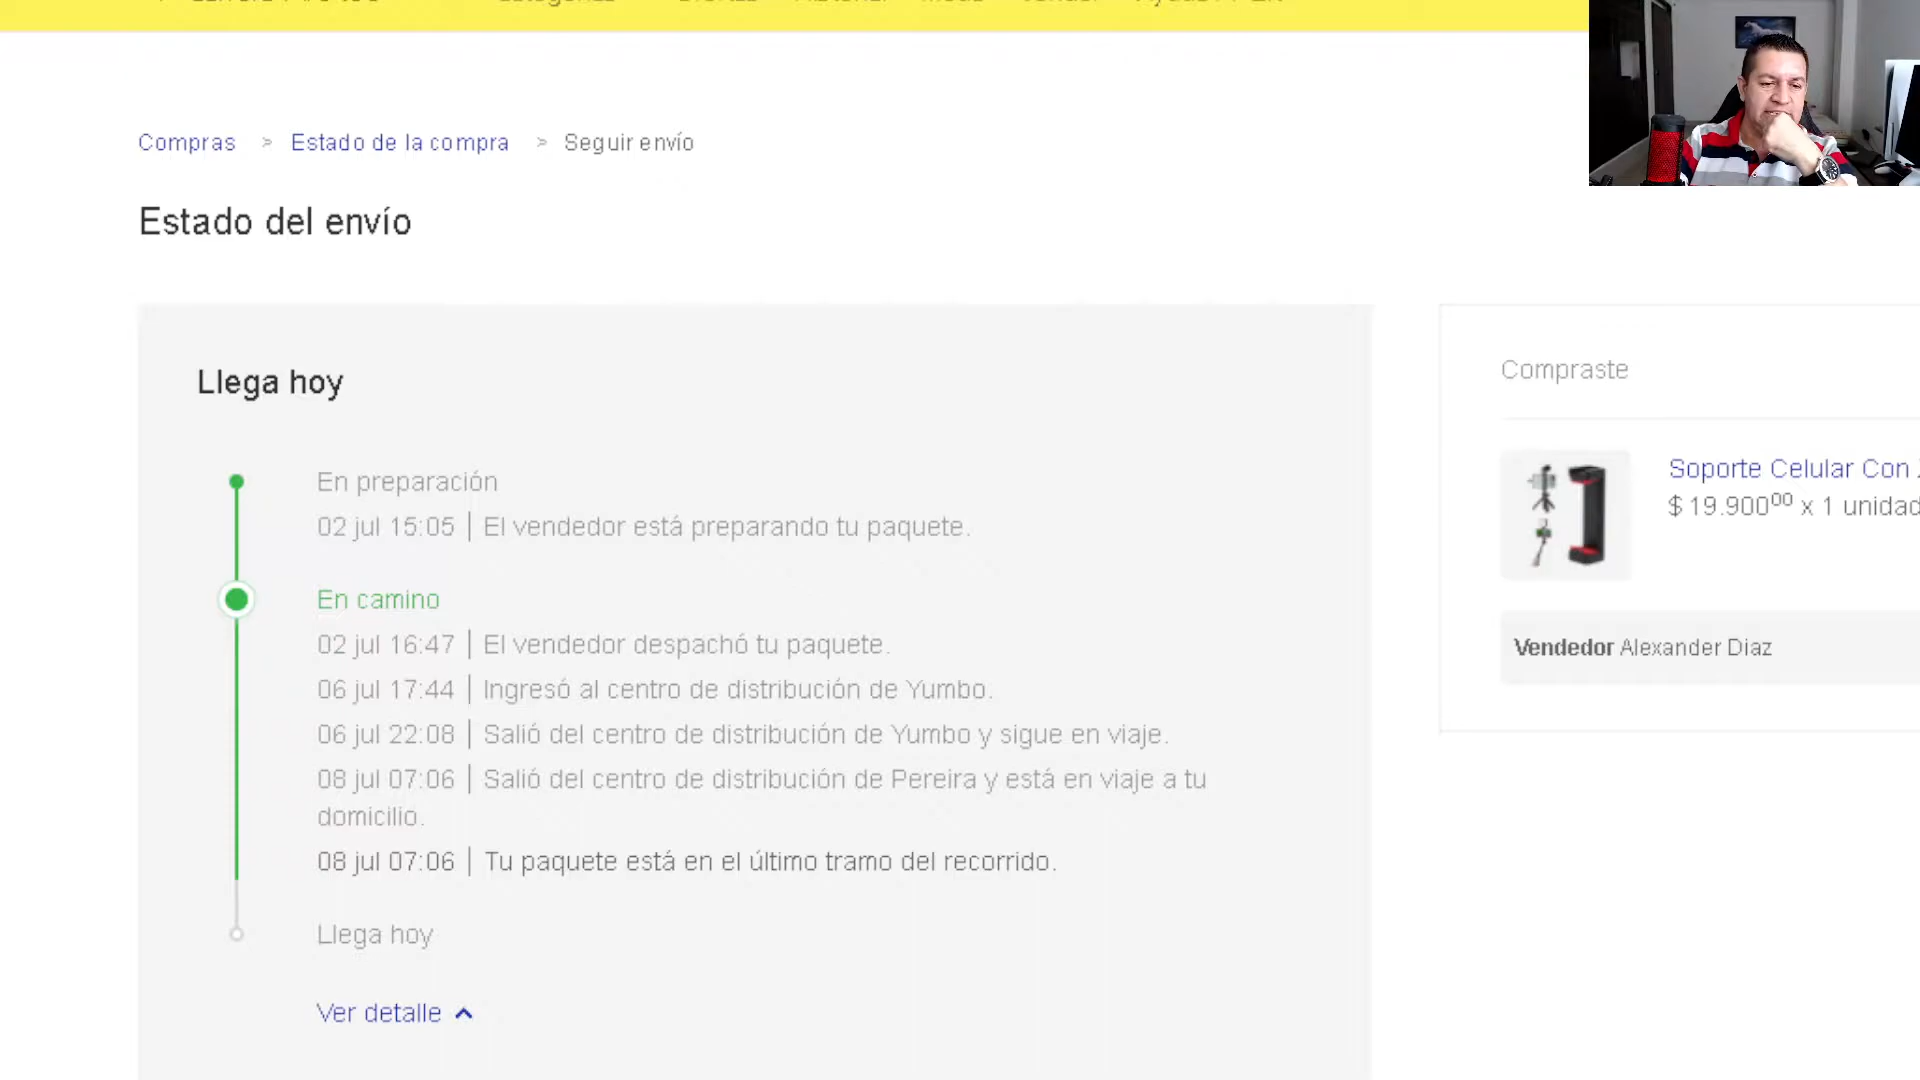 Compras > Estado de la compra > Seguir envío
Estado del envío
Llega hoy
En preparación
02 jul 15:05 | El vendedor está preparando tu paquete.
En camino
02 jul 16:47 | El vendedor despachó tu paquete.
06 jul 17:44 | Ingresó al centro de distribución de Yumbo.
06 jul 22:08 | Salió del centro de distribución de Yumbo y sigue en viaje.
08 jul 07:06 | Salió del centro de distribución de Pereira y está en viaje a tu
domicilio.
08 jul 07:06 | Tu paquete está en el último tramo del recorrido.
Llega hoy
Ver detalle
Compraste
Soporte Celular Con
$ 19.900⁰⁰ x 1 unidad
Vendedor Alexander Diaz